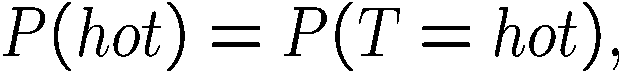 P(hot) = P(T = hot),